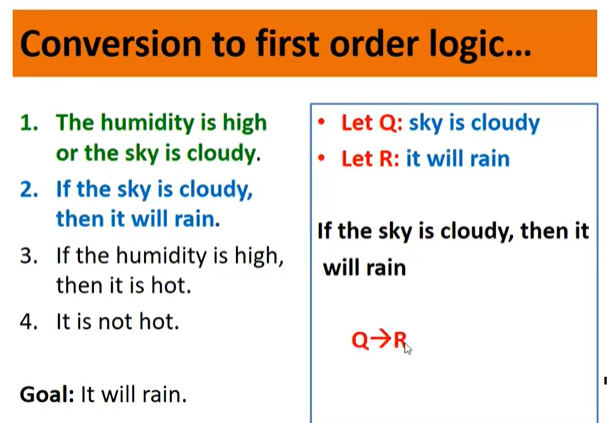 Conversion to first order logic...
1. The humidity is high
or the sky is cloudy.
2. If the sky is cloudy,
then it will rain.
3. If the humidity is high,
then it is hot.
4. It is not hot.
Goal: It will rain.
• Let Q: sky is cloudy
• Let R: it will rain
If the sky is cloudy, then it
will rain
Q→R